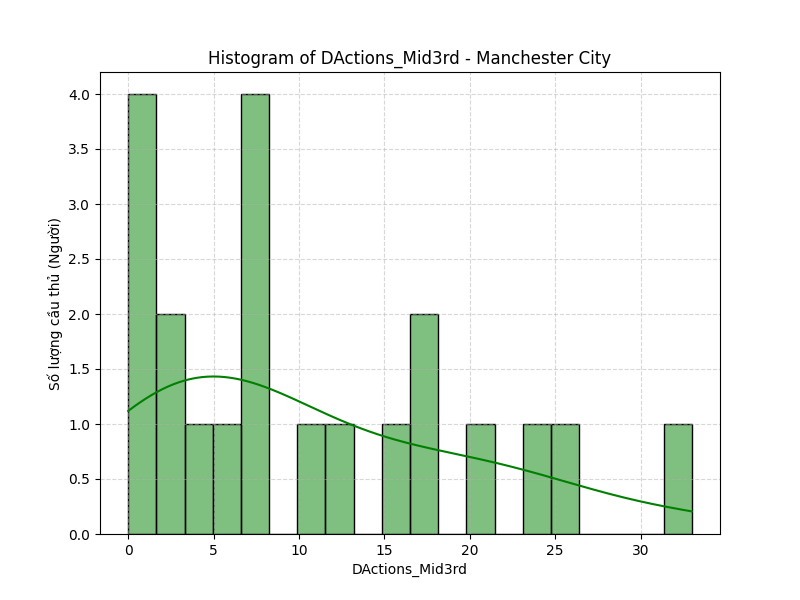 Histogram of DActions_Mid3rd - Manchester City
Số lượng cầu thủ (Người)
4.0
3.5
3.0
2.5
2.0
1.5
1.0
0.5
0.0
0 5 10 15 20 25 30
DActions_Mid3rd